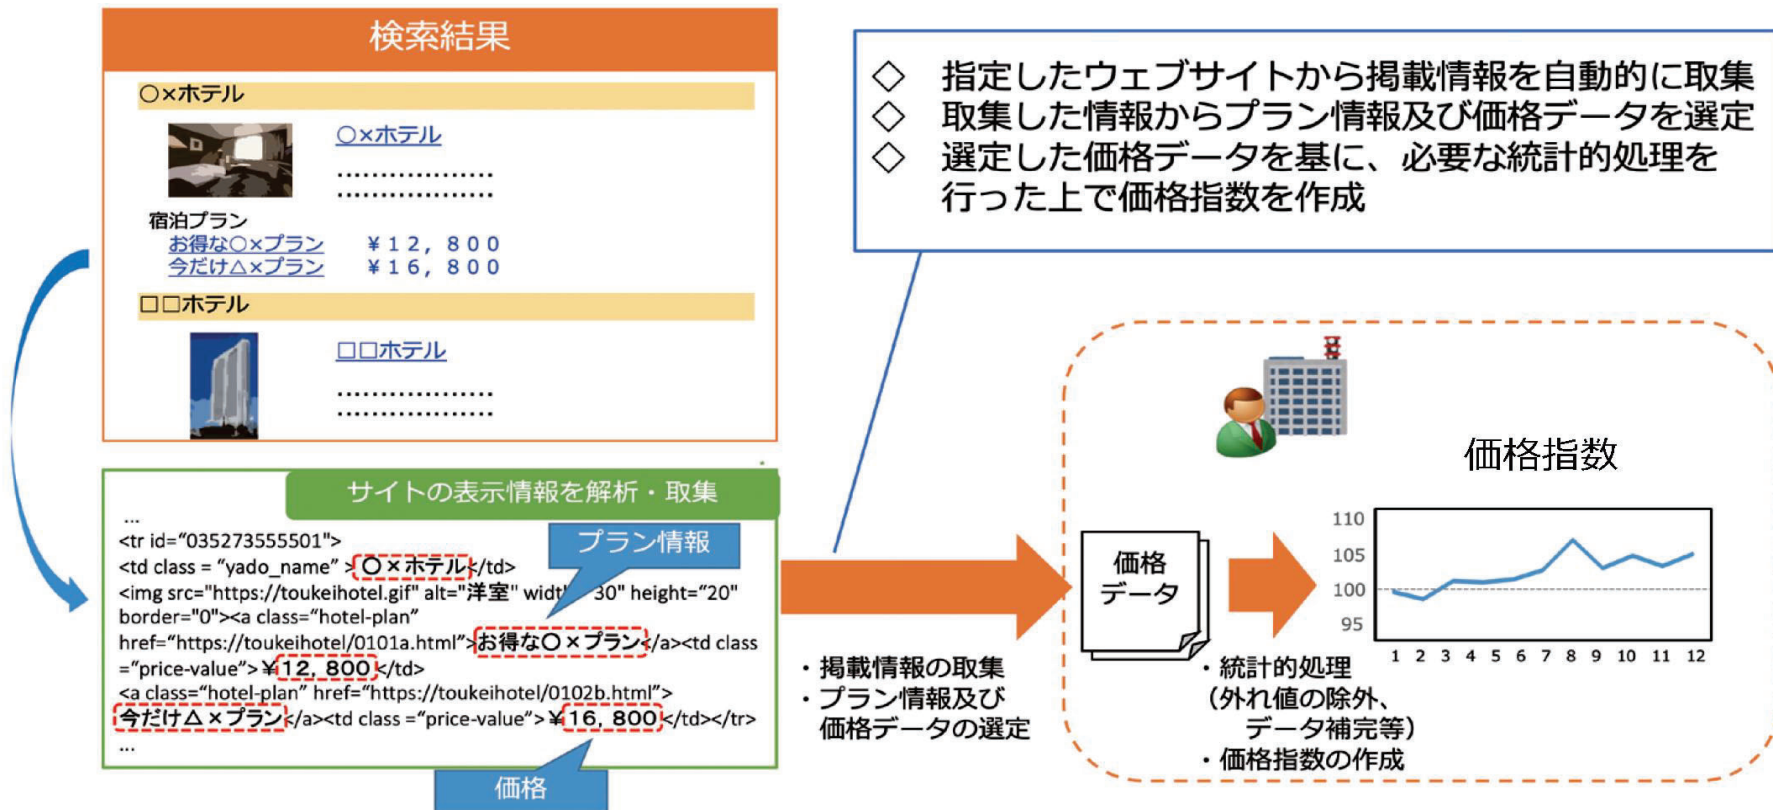 検索結果
○×ホテル
○×ホテル
..................
..................
宿泊プラン
お得な○×プラン ¥12,800
今だけ△×プラン ¥16,800
□□ホテル
□□ホテル
..................
..................
◇ 指定したウェブサイトから掲載情報を自動的に取集
◇ 取集した情報からプラン情報及び価格データを選定
◇ 選定した価格データを基に、必要な統計的処理を
行った上で価格指数を作成
サイトの表示情報を解析・取集
...
<tr id="035273555501">
<td class = "yado_name" >○×ホテル</td>
<img src="https://toukeihotel.gif" alt="洋室" widt 30" height="20"
border="0"><a class="hotel-plan"
href="https://toukeihotel/0101a.html">お得な○×プラン</a><td class
="price-value">¥12,800</td>
<a class="hotel-plan" href="https://toukeihotel/0102b.html">
今だけ△×プラン</a><td class ="price-value">¥16,800</td></tr>
...
プラン情報
価格
・掲載情報の取集
・プラン情報及び
価格データの選定
価格
データ
・統計的処理
(外れ値の除外、
データ補完等)
・価格指数の作成
価格指数
110
105
100
95
1 2 3 4 5 6 7 8 9 10 11 12